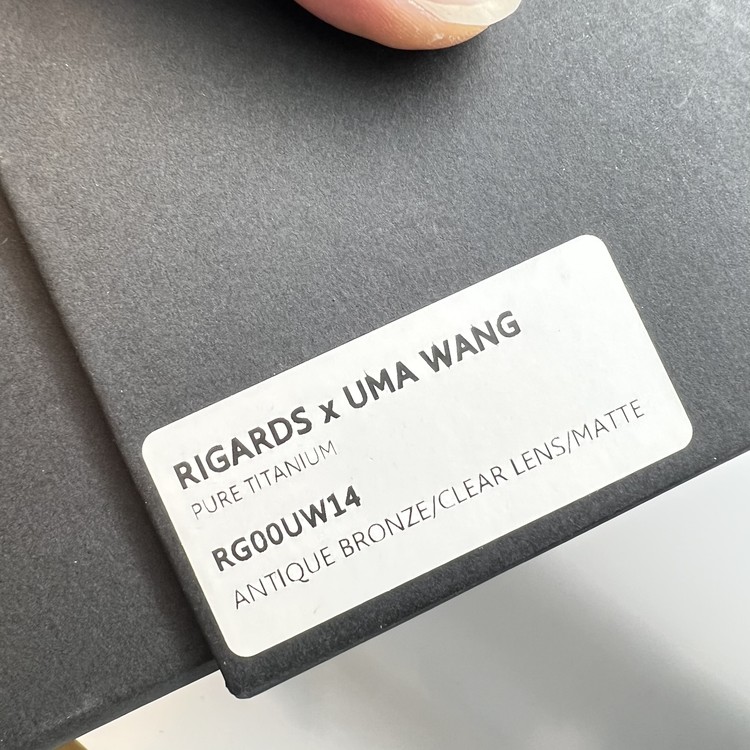 RIGARDS x UMA WANG
PURE TITANIUM
RG00UW14
ANTIQUE BRONZE/CLEAR LENS/MATTE